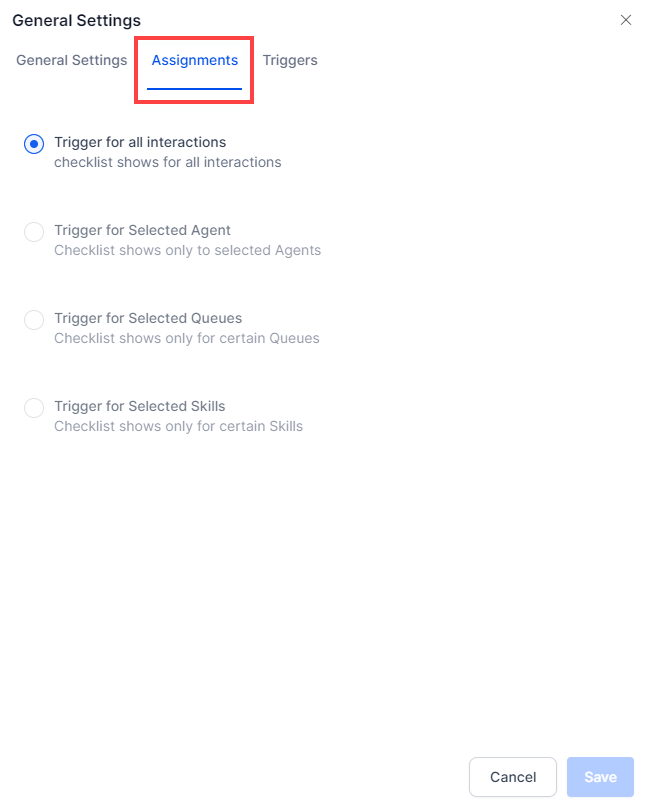 General Settings
General Settings Assignments Triggers
Trigger for all interactions
checklist shows for all interactions
Trigger for Selected Agent
Checklist shows only to selected Agents
Trigger for Selected Queues
Checklist shows only for certain Queues
Trigger for Selected Skills
Checklist shows only for certain Skills
Cancel Save